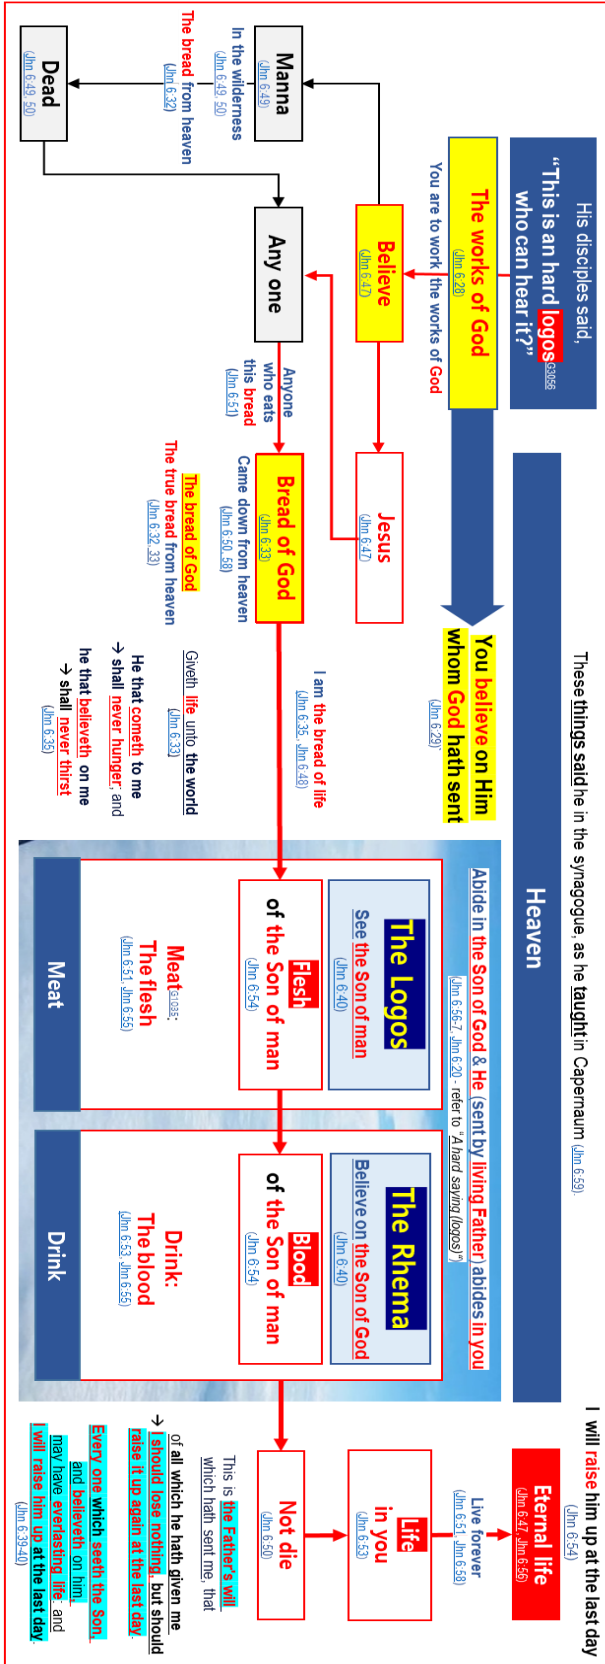 These things said he in the synagogue, as he taught in Capernaum (Jhn 6:59).
I will raise him up at the last day
(Jhn 6:54)
His disciples said,
“This is an hard logosG3056
who can hear it?”
Heaven
Eternal life
(Jhn 6:47, Jhn 6:56)
The works of God
(Jhn 6:28)
You are to work the works of God
You believe on Him
whom God hath sent
(Jhn 6:29)
Abide in the Son of God & He (sent by living Father) abides in you
(Jhn 6:56-7, Jhn 6:20 - refer to “A hard saying (logos)”)
Live forever
(Jhn 6:51, Jhn 6:58)
Believe
(Jhn 6:47)
Jesus
(Jhn 6:47)
The Logos
See the Son of man
(Jhn 6:40)
The Rhema
Believe on the Son of God
(Jhn 6:40)
Life
in you
(Jhn 6:53)
Manna
(Jhn 6:49)
In the wilderness
(Jhn 6:49, 50)
The bread from heaven
(Jhn 6:32)
Dead
(Jhn 6:49, 50)
Any one
Anyone
who eats
this bread
(Jhn 6:51)
Bread of God
(Jhn 6:33)
Came down from heaven
(Jhn 6:50, 58)
The bread of God
The true bread from heaven
(Jhn 6:32, 33)
I am the bread of life
(Jhn 6:35, Jhn 6:48)
Giveth life unto the world
(Jhn 6:33)
He that cometh to me
→ shall never hunger; and
he that believeth on me
→ shall never thirst
(Jhn 6:35)
Flesh
of the Son of man
(Jhn 6:54)
Meat G1035:
The flesh
(Jhn 6:51, Jhn 6:55)
Meat
Blood
of the Son of man
(Jhn 6:54)
Drink:
The blood
(Jhn 6:53, Jhn 6:55)
Drink
Not die
(Jhn 6:50)
This is the Father's will
which hath sent me, that
of all which he hath given me
→ I should lose nothing, but should
raise it up again at the last day.
Every one which seeth the Son,
and believeth on him,
may have everlasting life: and
I will raise him up at the last day.
(Jhn 6:39-40)